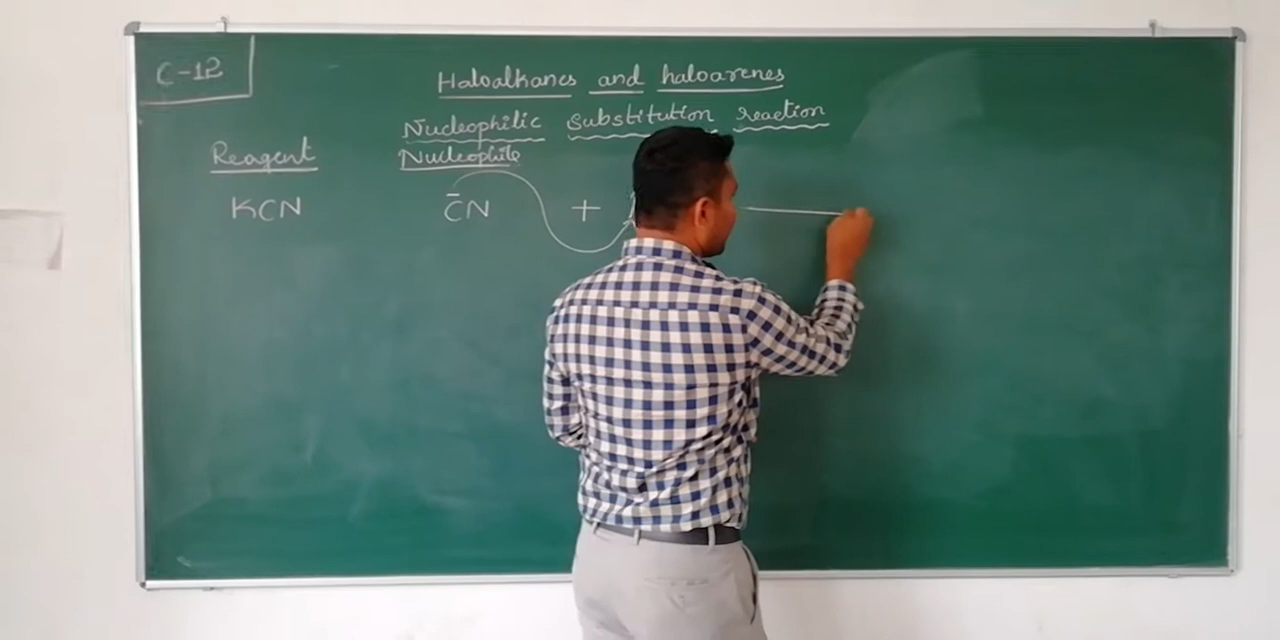 C-12
Haloalkanes and haloarenes
Nucleophilic Substitution reaction
Reagent Nucleophile
KCN C̄N +